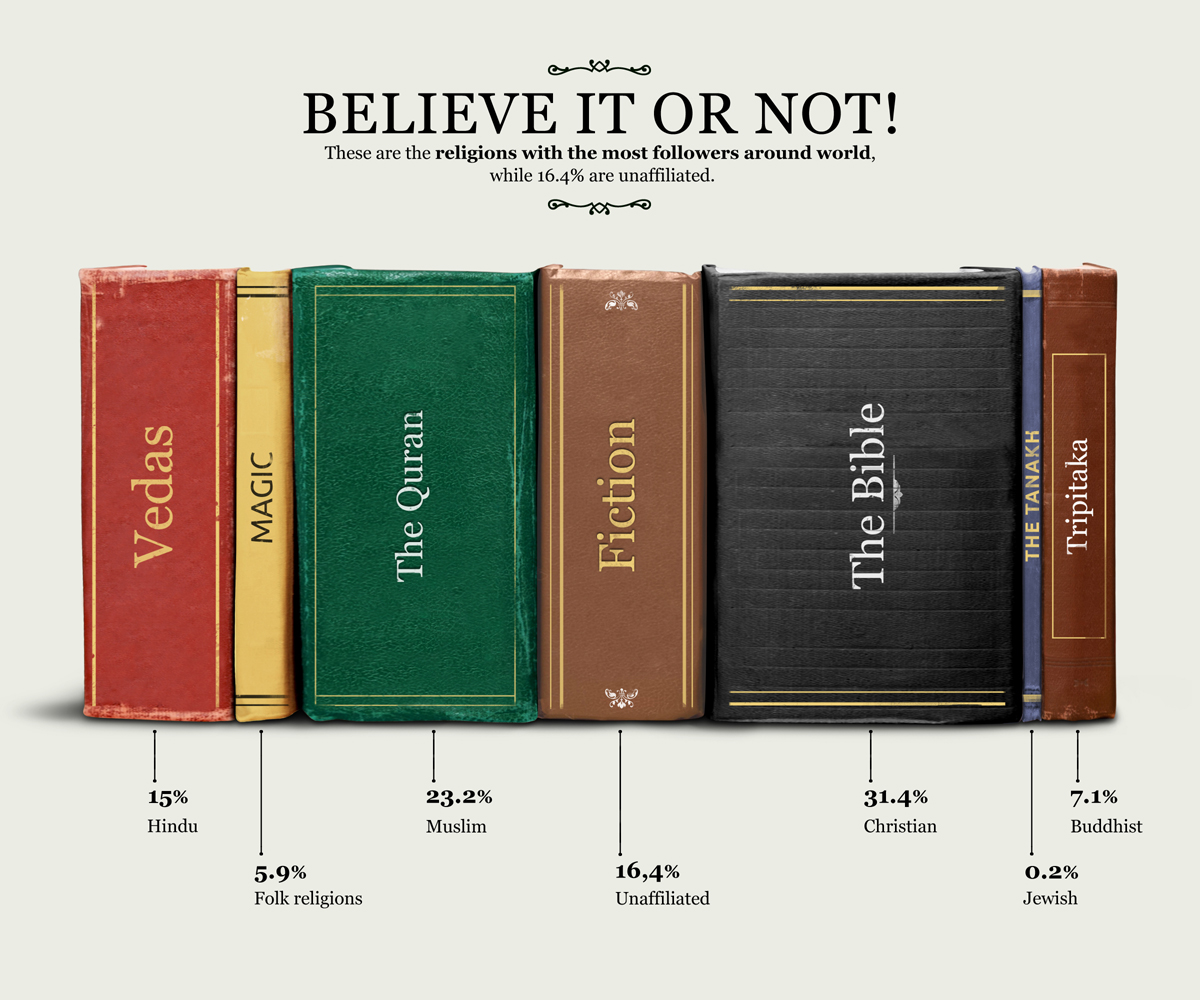 BELIEVE IT OR NOT!
These are the religions with the most followers around world,
while 16.4% are unaffiliated.
Vedas
MAGIC
The Quran
Fiction
The Bible
THE TANAKH
Tripitaka
15%
Hindu
5.9%
Folk religions
23.2%
Muslim
16,4%
Unaffiliated
31.4%
Christian
0.2%
Jewish
7.1%
Buddhist